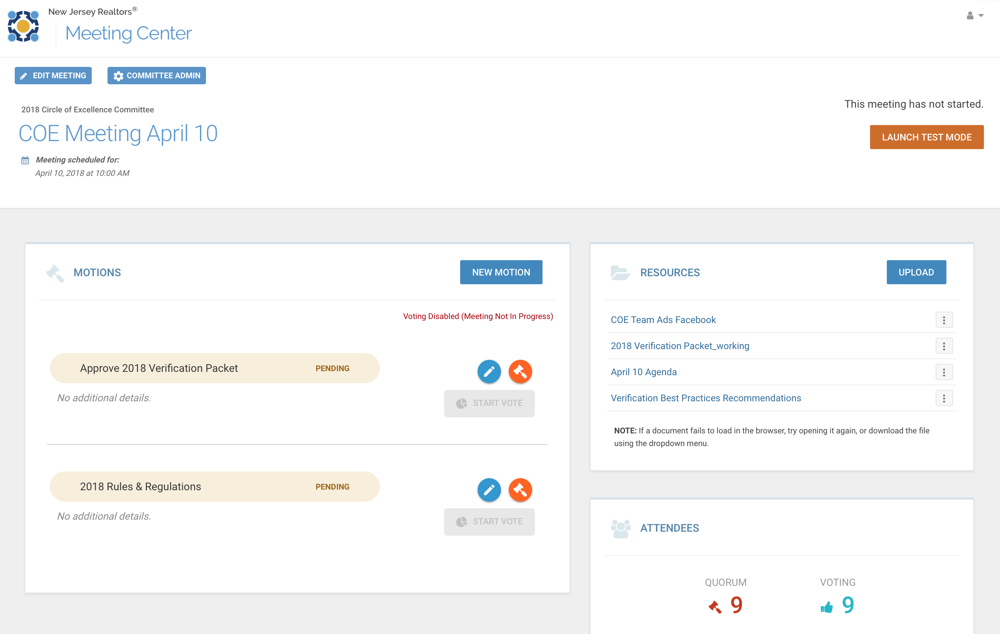 New Jersey Realtors®
Meeting Center
EDIT MEETING
COMMITTEE ADMIN
2018 Circle of Excellence Committee
COE Meeting April 10
Meeting scheduled for:
April 10, 2018 at 10:00 AM
This meeting has not started.
LAUNCH TEST MODE
MOTIONS
NEW MOTION
Voting Disabled (Meeting Not In Progress)
Approve 2018 Verification Packet
PENDING
No additional details.
START VOTE
2018 Rules & Regulations
PENDING
No additional details.
START VOTE
RESOURCES
UPLOAD
COE Team Ads Facebook
2018 Verification Packet_working
April 10 Agenda
Verification Best Practices Recommendations
NOTE: If a document fails to load in the browser, try opening it again, or download the file
using the dropdown menu.
ATTENDEES
QUORUM
9
VOTING
9